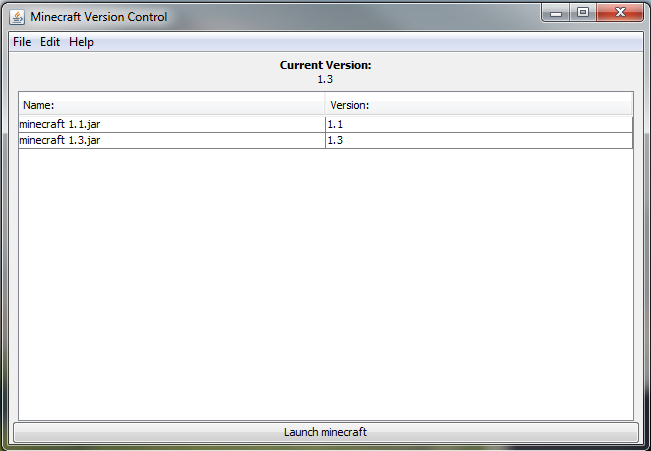 Minecraft Version Control
File Edit Help
Current Version:
1.3
Name: Version:
minecraft 1.1.jar 1.1
minecraft 1.3.jar 1.3
Launch minecraft